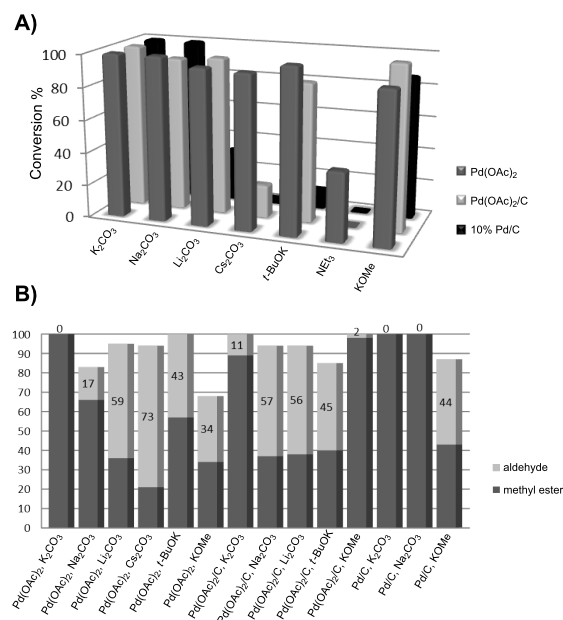 A)
100
80
60
40
20
0
Conversion %
K₂CO₃
Na₂CO₃
Li₂CO₃
Cs₂CO₃
t-BuOK
NEt₃
KOMe
Pd(OAc)₂
Pd(OAc)₂/C
10% Pd/C
B)
100
90
80
70
60
50
40
30
20
10
0
0
17
59
73
43
34
11
57
56
45
2
0
0
44
Pd(OAc)₂, K₂CO₃
Pd(OAc)₂, Na₂CO₃
Pd(OAc)₂, Li₂CO₃
Pd(OAc)₂, Cs₂CO₃
Pd(OAc)₂, t-BuOK
Pd(OAc)₂, KOMe
Pd(OAc)₂/C, K₂CO₃
Pd(OAc)₂/C, Na₂CO₃
Pd(OAc)₂/C, Li₂CO₃
Pd(OAc)₂/C, t-BuOK
Pd(OAc)₂/C, KOMe
Pd/C, K₂CO₃
Pd/C, Na₂CO₃
Pd/C, KOMe
aldehyde
methyl ester